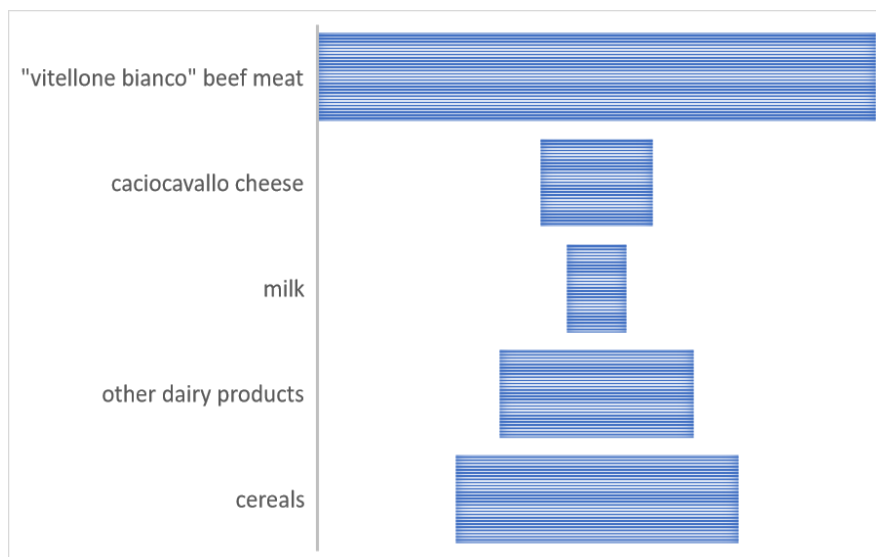 "vitellone bianco" beef meat
caciocavallo cheese
milk
other dairy products
cereals